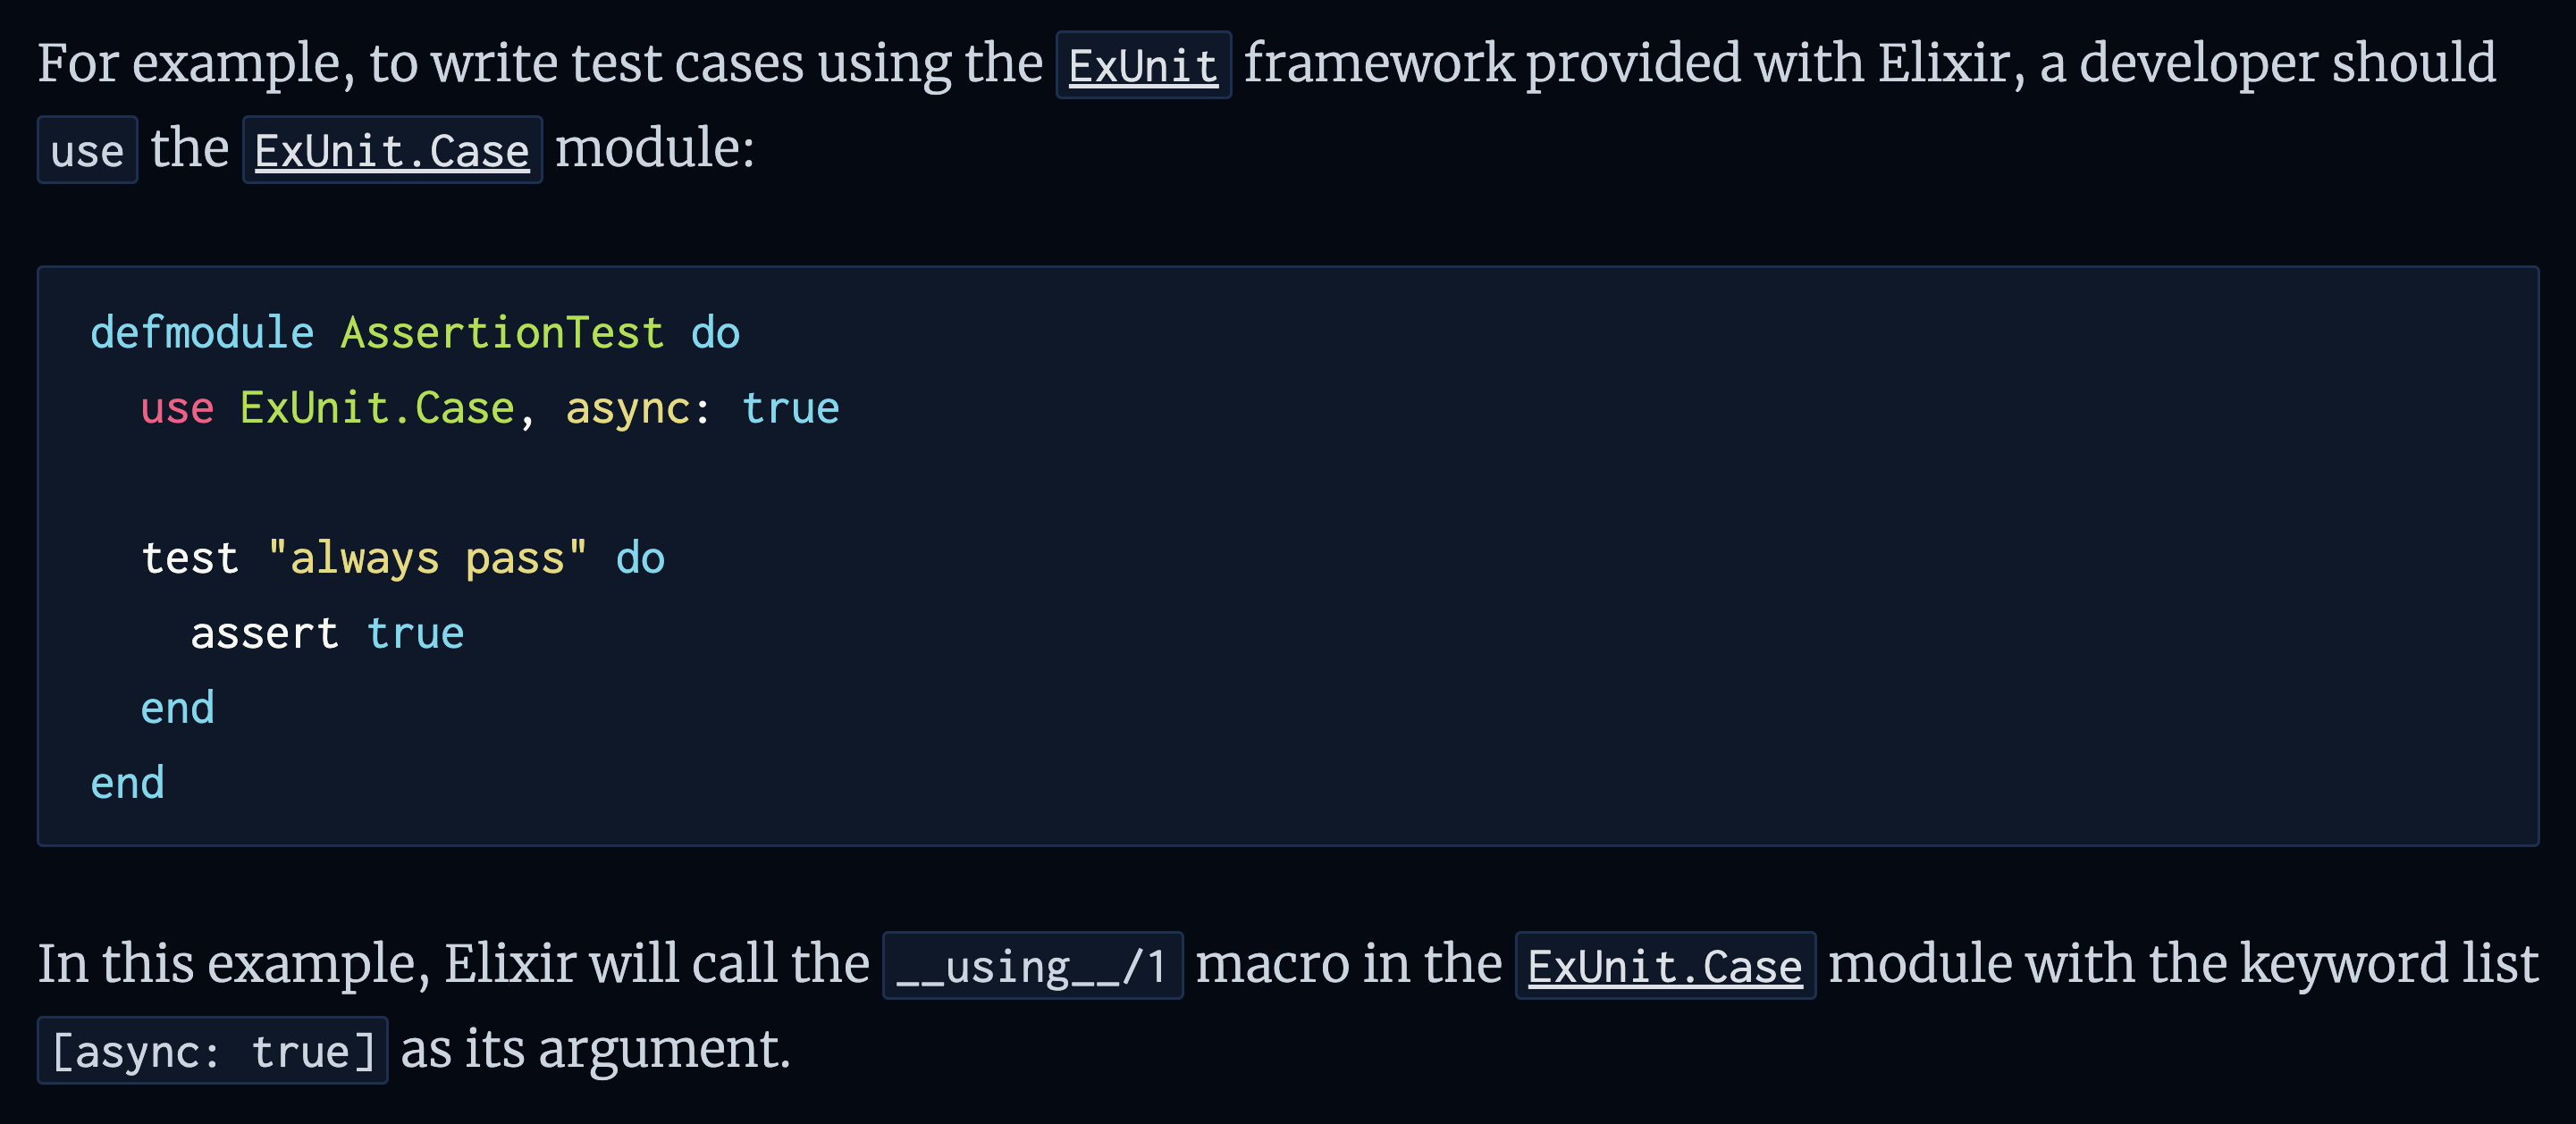 For example, to write test cases using the ExUnit framework provided with Elixir, a developer should
use the ExUnit.Case module:
defmodule AssertionTest do
  use ExUnit.Case, async: true

  test "always pass" do
    assert true
  end
end
In this example, Elixir will call the __using__/1 macro in the ExUnit.Case module with the keyword list
[async: true] as its argument.